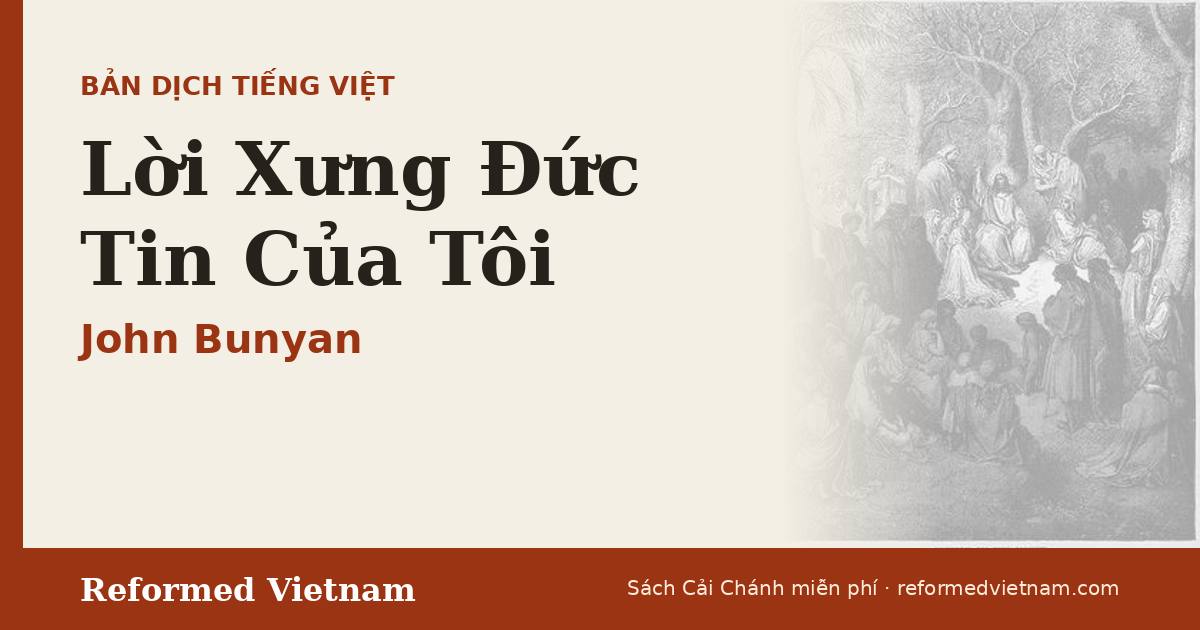 BẢN DỊCH TIẾNG VIỆT
Lời Xưng Đức
Tin Của Tôi
John Bunyan
Reformed Vietnam
Sách Cải Chánh miễn phí · reformedvietnam.com